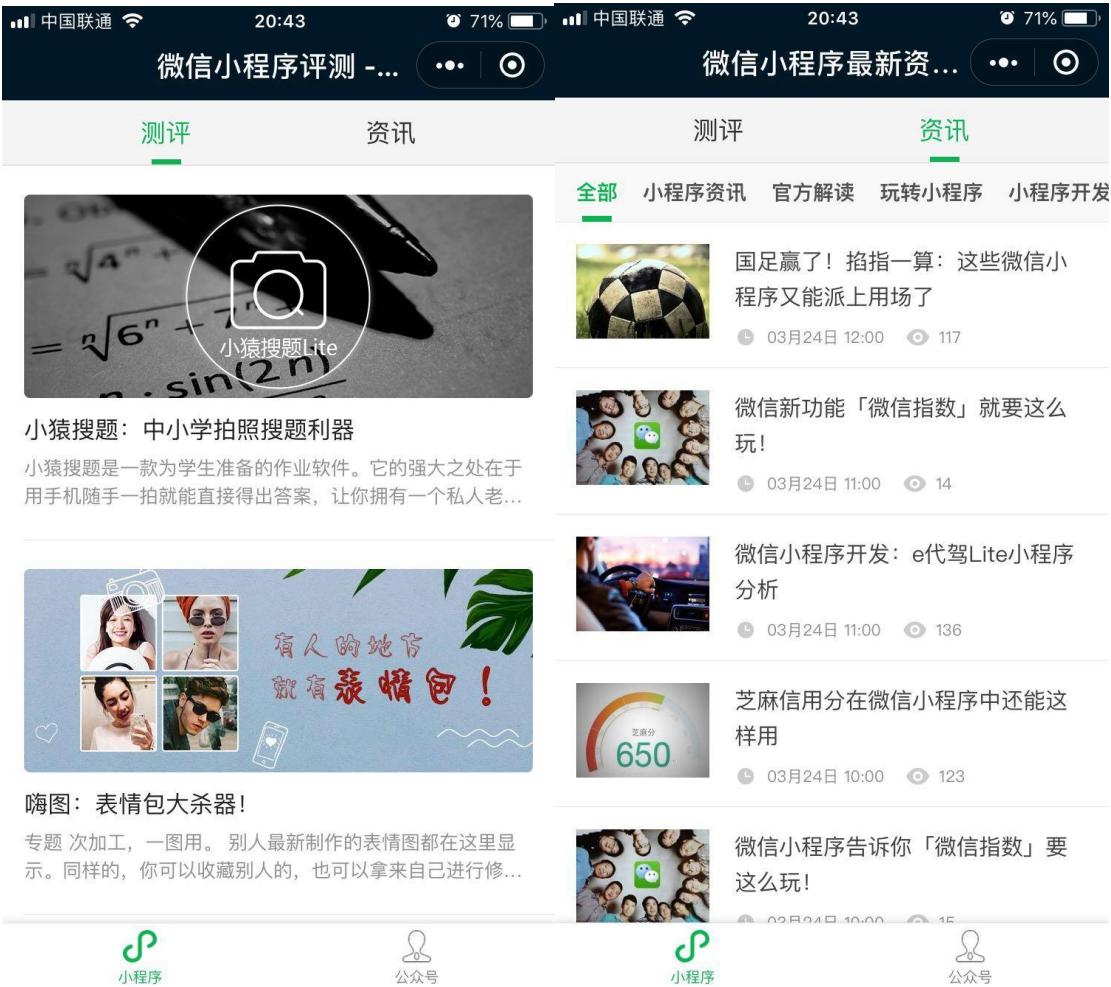 中国联通
20:43
71%
微信小程序评测 -...
测评
资讯
= ⁿ√4ⁿ
ⁿ√6ⁿ + 7ⁿ
sin(2n)
小猿搜题Lite
小猿搜题：中小学拍照搜题利器
小猿搜题是一款为学生准备的作业软件。它的强大之处在于
用手机随手一拍就能直接得出答案，让你拥有一个私人老...
有人的地方
就有表情包！
嗨图：表情包大杀器！
专题 次加工，一图用。 别人最新制作的表情图都在这里显
示。同样的，你可以收藏别人的，也可以拿来自己进行修...
小程序
公众号
中国联通
20:43
71%
微信小程序最新资...
测评
资讯
全部
小程序资讯
官方解读
玩转小程序
小程序开发
国足赢了！掐指一算：这些微信小
程序又能派上用场了
03月24日 12:00
117
微信新功能「微信指数」就要这么
玩！
03月24日 11:00
14
微信小程序开发：e代驾Lite小程序
分析
03月24日 11:00
136
芝麻分
650
芝麻信用分在微信小程序中还能这
样用
03月24日 10:00
123
微信小程序告诉你「微信指数」要
这么玩！
03月24日 10:00
15
小程序
公众号